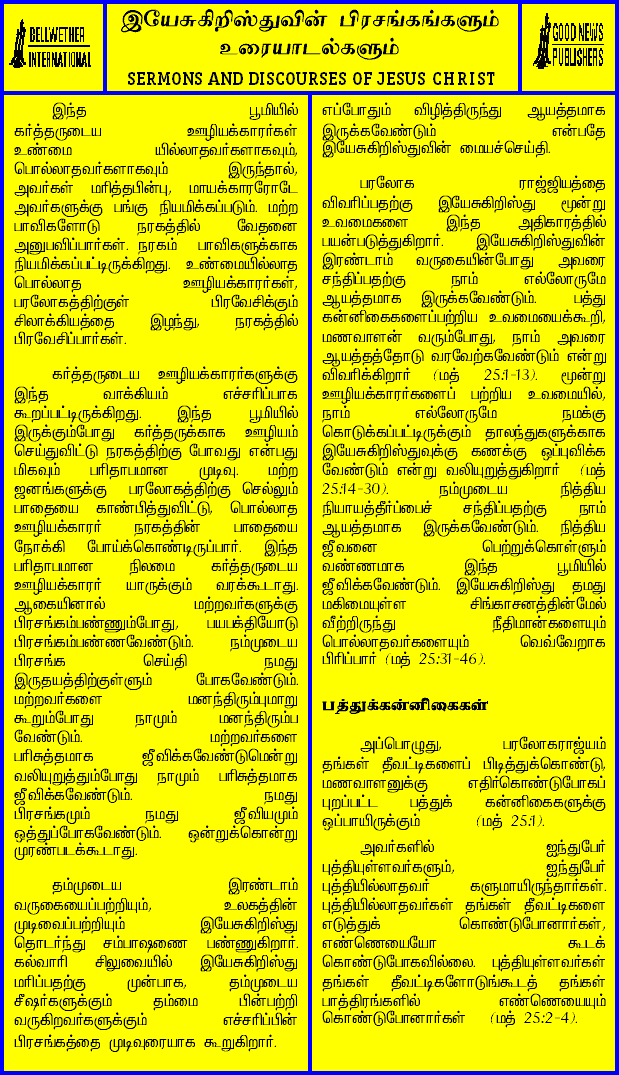 BELLWETHER
INTERNATIONAL
இயேசுகிறிஸ்துவின் பிரசங்கங்களும்
உரையாடல்களும்
SERMONS AND DISCOURSES OF JESUS CHRIST
GOOD NEWS
PUBLISHERS
இந்த பூமியில்
கர்த்தருடைய ஊழியக்காரர்கள்
உண்மை யில்லாதவர்களாகவும்,
பொல்லாதவர்களாகவும் இருந்தால்,
அவர்கள் மரித்தபின்பு, மாயக்காரரோடே
அவர்களுக்கு பங்கு நியமிக்கப்படும். மற்ற
பாவிகளோடு நரகத்தில் வேதனை
அனுபவிப்பார்கள். நரகம் பாவிகளுக்காக
நியமிக்கப்பட்டிருக்கிறது. உண்மையில்லாத
பொல்லாத ஊழியக்காரர்கள்,
பரலோகத்திற்குள் பிரவேசிக்கும்
சிலாக்கியத்தை இழந்து, நரகத்தில்
பிரவேசிப்பார்கள்.
கர்த்தருடைய ஊழியக்காரர்களுக்கு
இந்த வாக்கியம் எச்சரிப்பாக
கூறப்பட்டிருக்கிறது. இந்த பூமியில்
இருக்கும்போது கர்த்தருக்காக ஊழியம்
செய்துவிட்டு நரகத்திற்கு போவது என்பது
மிகவும் பரிதாபமான முடிவு. மற்ற
ஜனங்களுக்கு பரலோகத்திற்கு செல்லும்
பாதையை காண்பித்துவிட்டு, பொல்லாத
ஊழியக்காரர் நரகத்தின் பாதையை
நோக்கி போய்க்கொண்டிருப்பார். இந்த
பரிதாபமான நிலமை கர்த்தருடைய
ஊழியக்காரர் யாருக்கும் வரக்கூடாது.
ஆகையினால் மற்றவர்களுக்கு
பிரசங்கம்பண்ணும்போது, பயபக்தியோடு
பிரசங்கம்பண்ணவேண்டும். நம்முடைய
பிரசங்க செய்தி நமது
இருதயத்திற்குள்ளும் போகவேண்டும்.
மற்றவர்களை மனந்திரும்புமாறு
கூறும்போது நாமும் மனந்திரும்ப
வேண்டும். மற்றவர்களை
பரிசுத்தமாக ஜீவிக்கவேண்டுமென்று
வலியுறுத்தும்போது நாமும் பரிசுத்தமாக
ஜீவிக்கவேண்டும். நமது
பிரசங்கமும் நமது ஜீவியமும்
ஒத்துப்போகவேண்டும். ஒன்றுக்கொன்று
முரண்படக்கூடாது.
தம்முடைய இரண்டாம்
வருகையைப்பற்றியும், உலகத்தின்
முடிவைப்பற்றியும் இயேசுகிறிஸ்து
தொடர்ந்து சம்பாஷணை பண்ணுகிறார்.
கல்வாரி சிலுவையில் இயேசுகிறிஸ்து
மரிப்பதற்கு முன்பாக, தம்முடைய
சீஷர்களுக்கும் தம்மை பின்பற்றி
வருகிறவர்களுக்கும் எச்சரிப்பின்
பிரசங்கத்தை முடிவுரையாக கூறுகிறார்.
எப்போதும் விழித்திருந்து ஆயத்தமாக
இருக்கவேண்டும் என்பதே
இயேசுகிறிஸ்துவின் மையச்செய்தி.
பரலோக ராஜ்ஜியத்தை
விவரிப்பதற்கு இயேசுகிறிஸ்து மூன்று
உவமைகளை இந்த அதிகாரத்தில்
பயன்படுத்துகிறார். இயேசுகிறிஸ்துவின்
இரண்டாம் வருகையின்போது அவரை
சந்திப்பதற்கு நாம் எல்லோருமே
ஆயத்தமாக இருக்கவேண்டும். பத்து
கன்னிகைகளைப்பற்றிய உவமையைக்கூறி,
மணவாளன் வரும்போது, நாம் அவரை
ஆயத்தத்தோடு வரவேற்கவேண்டும் என்று
விவரிக்கிறார் (மத் 25:1-13). மூன்று
ஊழியக்காரர்களைப் பற்றிய உவமையில்,
நாம் எல்லோருமே நமக்கு
கொடுக்கப்பட்டிருக்கும் தாலந்துகளுக்காக
இயேசுகிறிஸ்துவுக்கு கணக்கு ஒப்புவிக்க
வேண்டும் என்று வலியுறுத்துகிறார் (மத்
25:14-30). நம்முடைய நித்திய
நியாயத்தீர்ப்பைச் சந்திப்பதற்கு நாம்
ஆயத்தமாக இருக்கவேண்டும். நித்திய
ஜீவனை பெற்றுக்கொள்ளும்
வண்ணமாக இந்த பூமியில்
ஜீவிக்கவேண்டும். இயேசுகிறிஸ்து தமது
மகிமையுள்ள சிங்காசனத்தின்மேல்
வீற்றிருந்து நீதிமான்களையும்
பொல்லாதவர்களையும் வெவ்வேறாக
பிரிப்பார் (மத் 25:31-46).
பத்துக்கன்னிகைகள்
அப்பொழுது, பரலோகராஜ்யம்
தங்கள் தீவட்டிகளைப் பிடித்துக்கொண்டு,
மணவாளனுக்கு எதிர்கொண்டுபோகப்
புறப்பட்ட பத்துக் கன்னிகைகளுக்கு
ஒப்பாயிருக்கும் (மத் 25:1).
அவர்களில் ஐந்துபேர்
புத்தியுள்ளவர்களும், ஐந்துபேர்
புத்தியில்லாதவர் களுமாயிருந்தார்கள்.
புத்தியில்லாதவர்கள் தங்கள் தீவட்டிகளை
எடுத்துக் கொண்டுபோனார்கள்,
எண்ணெயையோ கூடக்
கொண்டுபோகவில்லை. புத்தியுள்ளவர்கள்
தங்கள் தீவட்டிகளோடுங்கூடத் தங்கள்
பாத்திரங்களில் எண்ணெயையும்
கொண்டுபோனார்கள் (மத் 25:2-4).